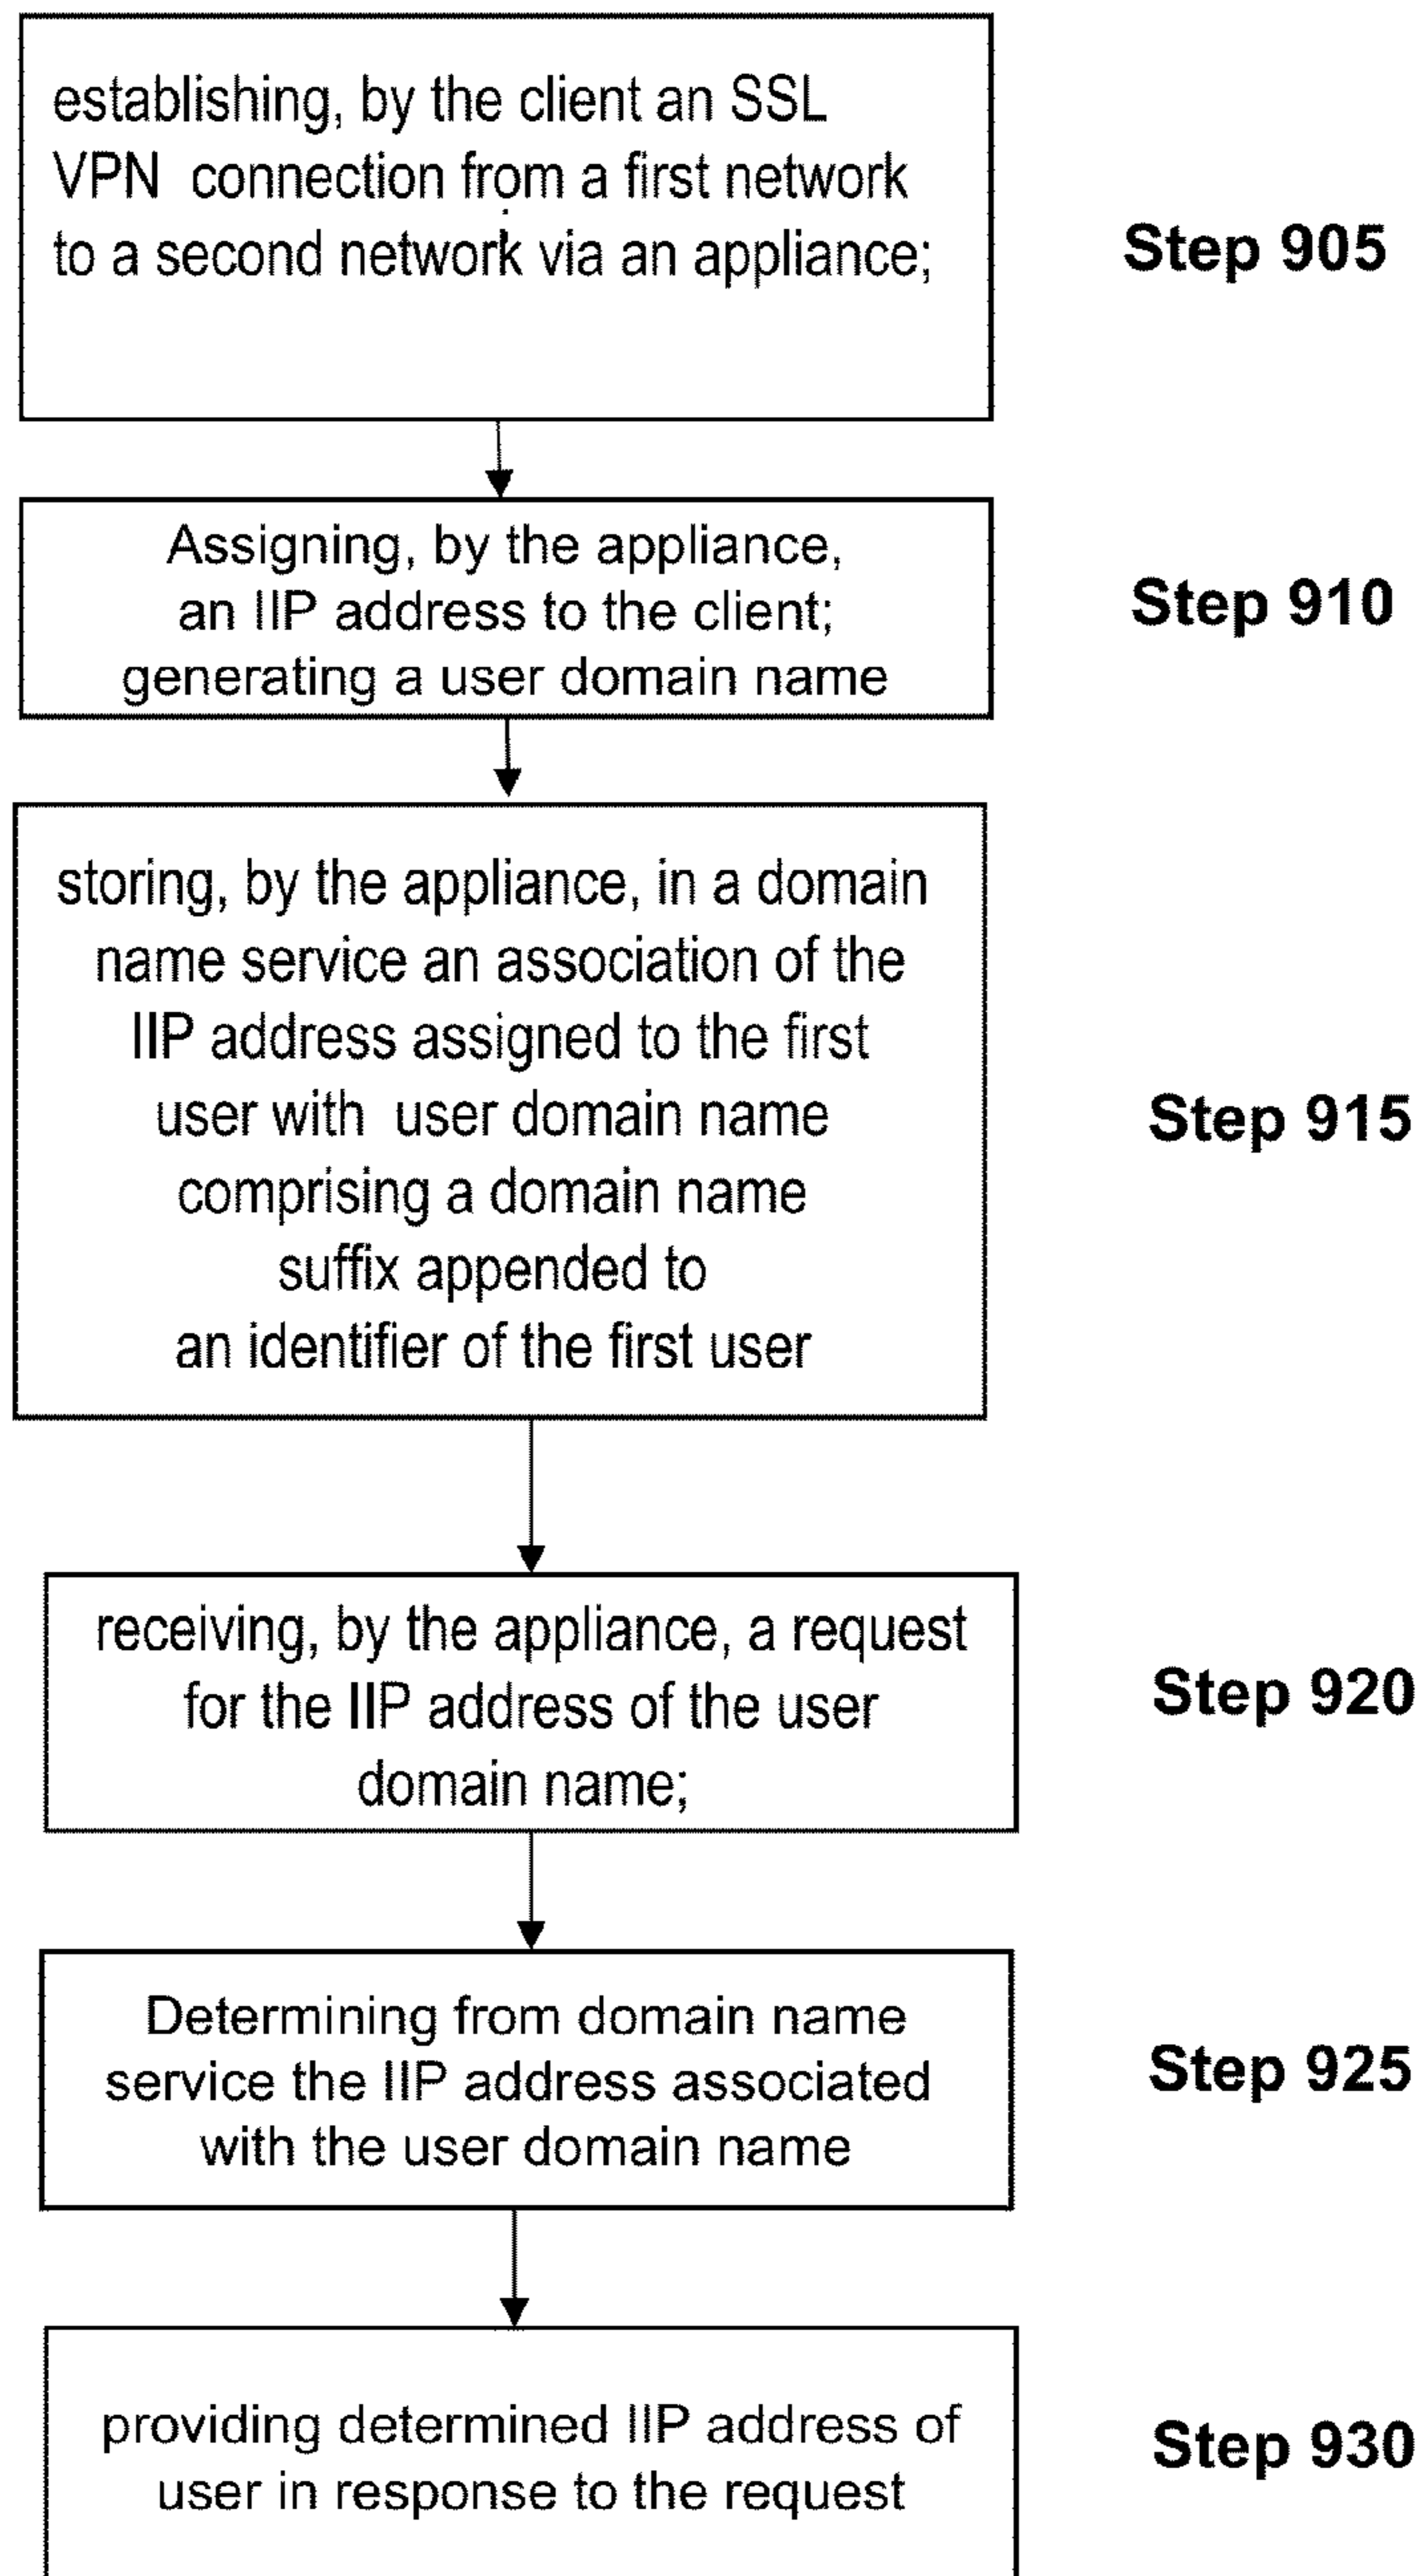 establishing, by the client an SSL
VPN connection from a first network
to a second network via an appliance;
Step 905
Assigning, by the appliance,
an IIP address to the client;
generating a user domain name
Step 910
storing, by the appliance, in a domain
name service an association of the
IIP address assigned to the first
user with user domain name
comprising a domain name
suffix appended to
an identifier of the first user
Step 915
receiving, by the appliance, a request
for the IIP address of the user
domain name;
Step 920
Determining from domain name
service the IIP address associated
with the user domain name
Step 925
providing determined IIP address of
user in response to the request
Step 930